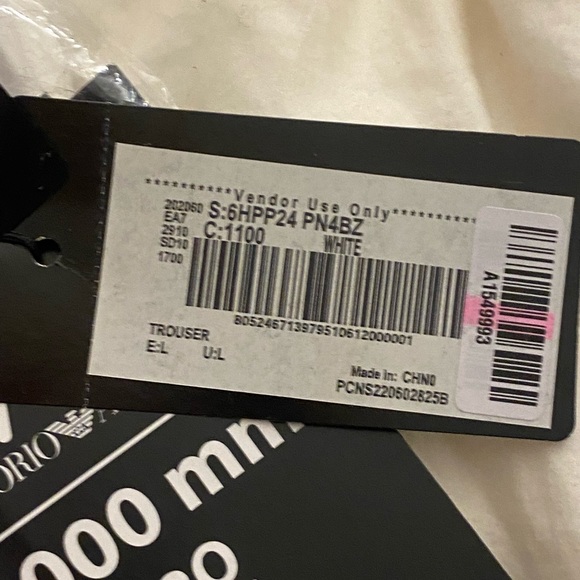 **********Vendor Use Only**********
202060 S:6HPP24 PN4BZ
EA7
2910 C:1100 WHITE
SD10
1700
805246713979510612000001
TROUSER
E:L U:L
Made in: CHN0
PCNS220602825B
A1549993
ORIO
000 mm